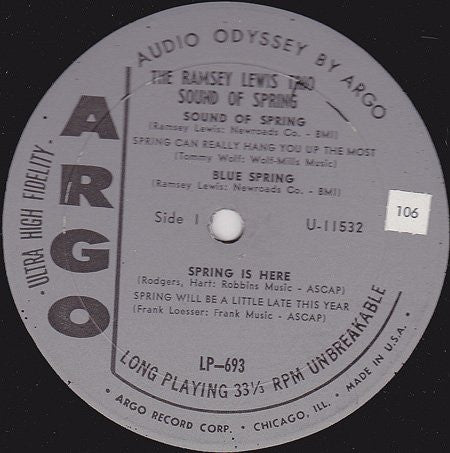 AUDIO ODYSSEY BY ARGO
THE RAMSEY LEWIS TRIO
SOUND OF SPRING
SOUND OF SPRING
(Ramsey Lewis: Newroads Co. - BMI)
SPRING CAN REALLY HANG YOU UP THE MOST
(Tommy Wolf: Wolf-Mills Music)
BLUE SPRING
(Ramsey Lewis: Newroads Co. - BMI)
ARGO
· ULTRA HIGH FIDELITY ·
Side 1
U-11532
106
SPRING IS HERE
(Rodgers, Hart: Robbins Music - ASCAP)
SPRING WILL BE A LITTLE LATE THIS YEAR
(Frank Loesser: Frank Music - ASCAP)
LP-693
LONG PLAYING 33⅓ RPM UNBREAKABLE
· ARGO RECORD CORP. · CHICAGO, ILL. · MADE IN U.S.A. ·